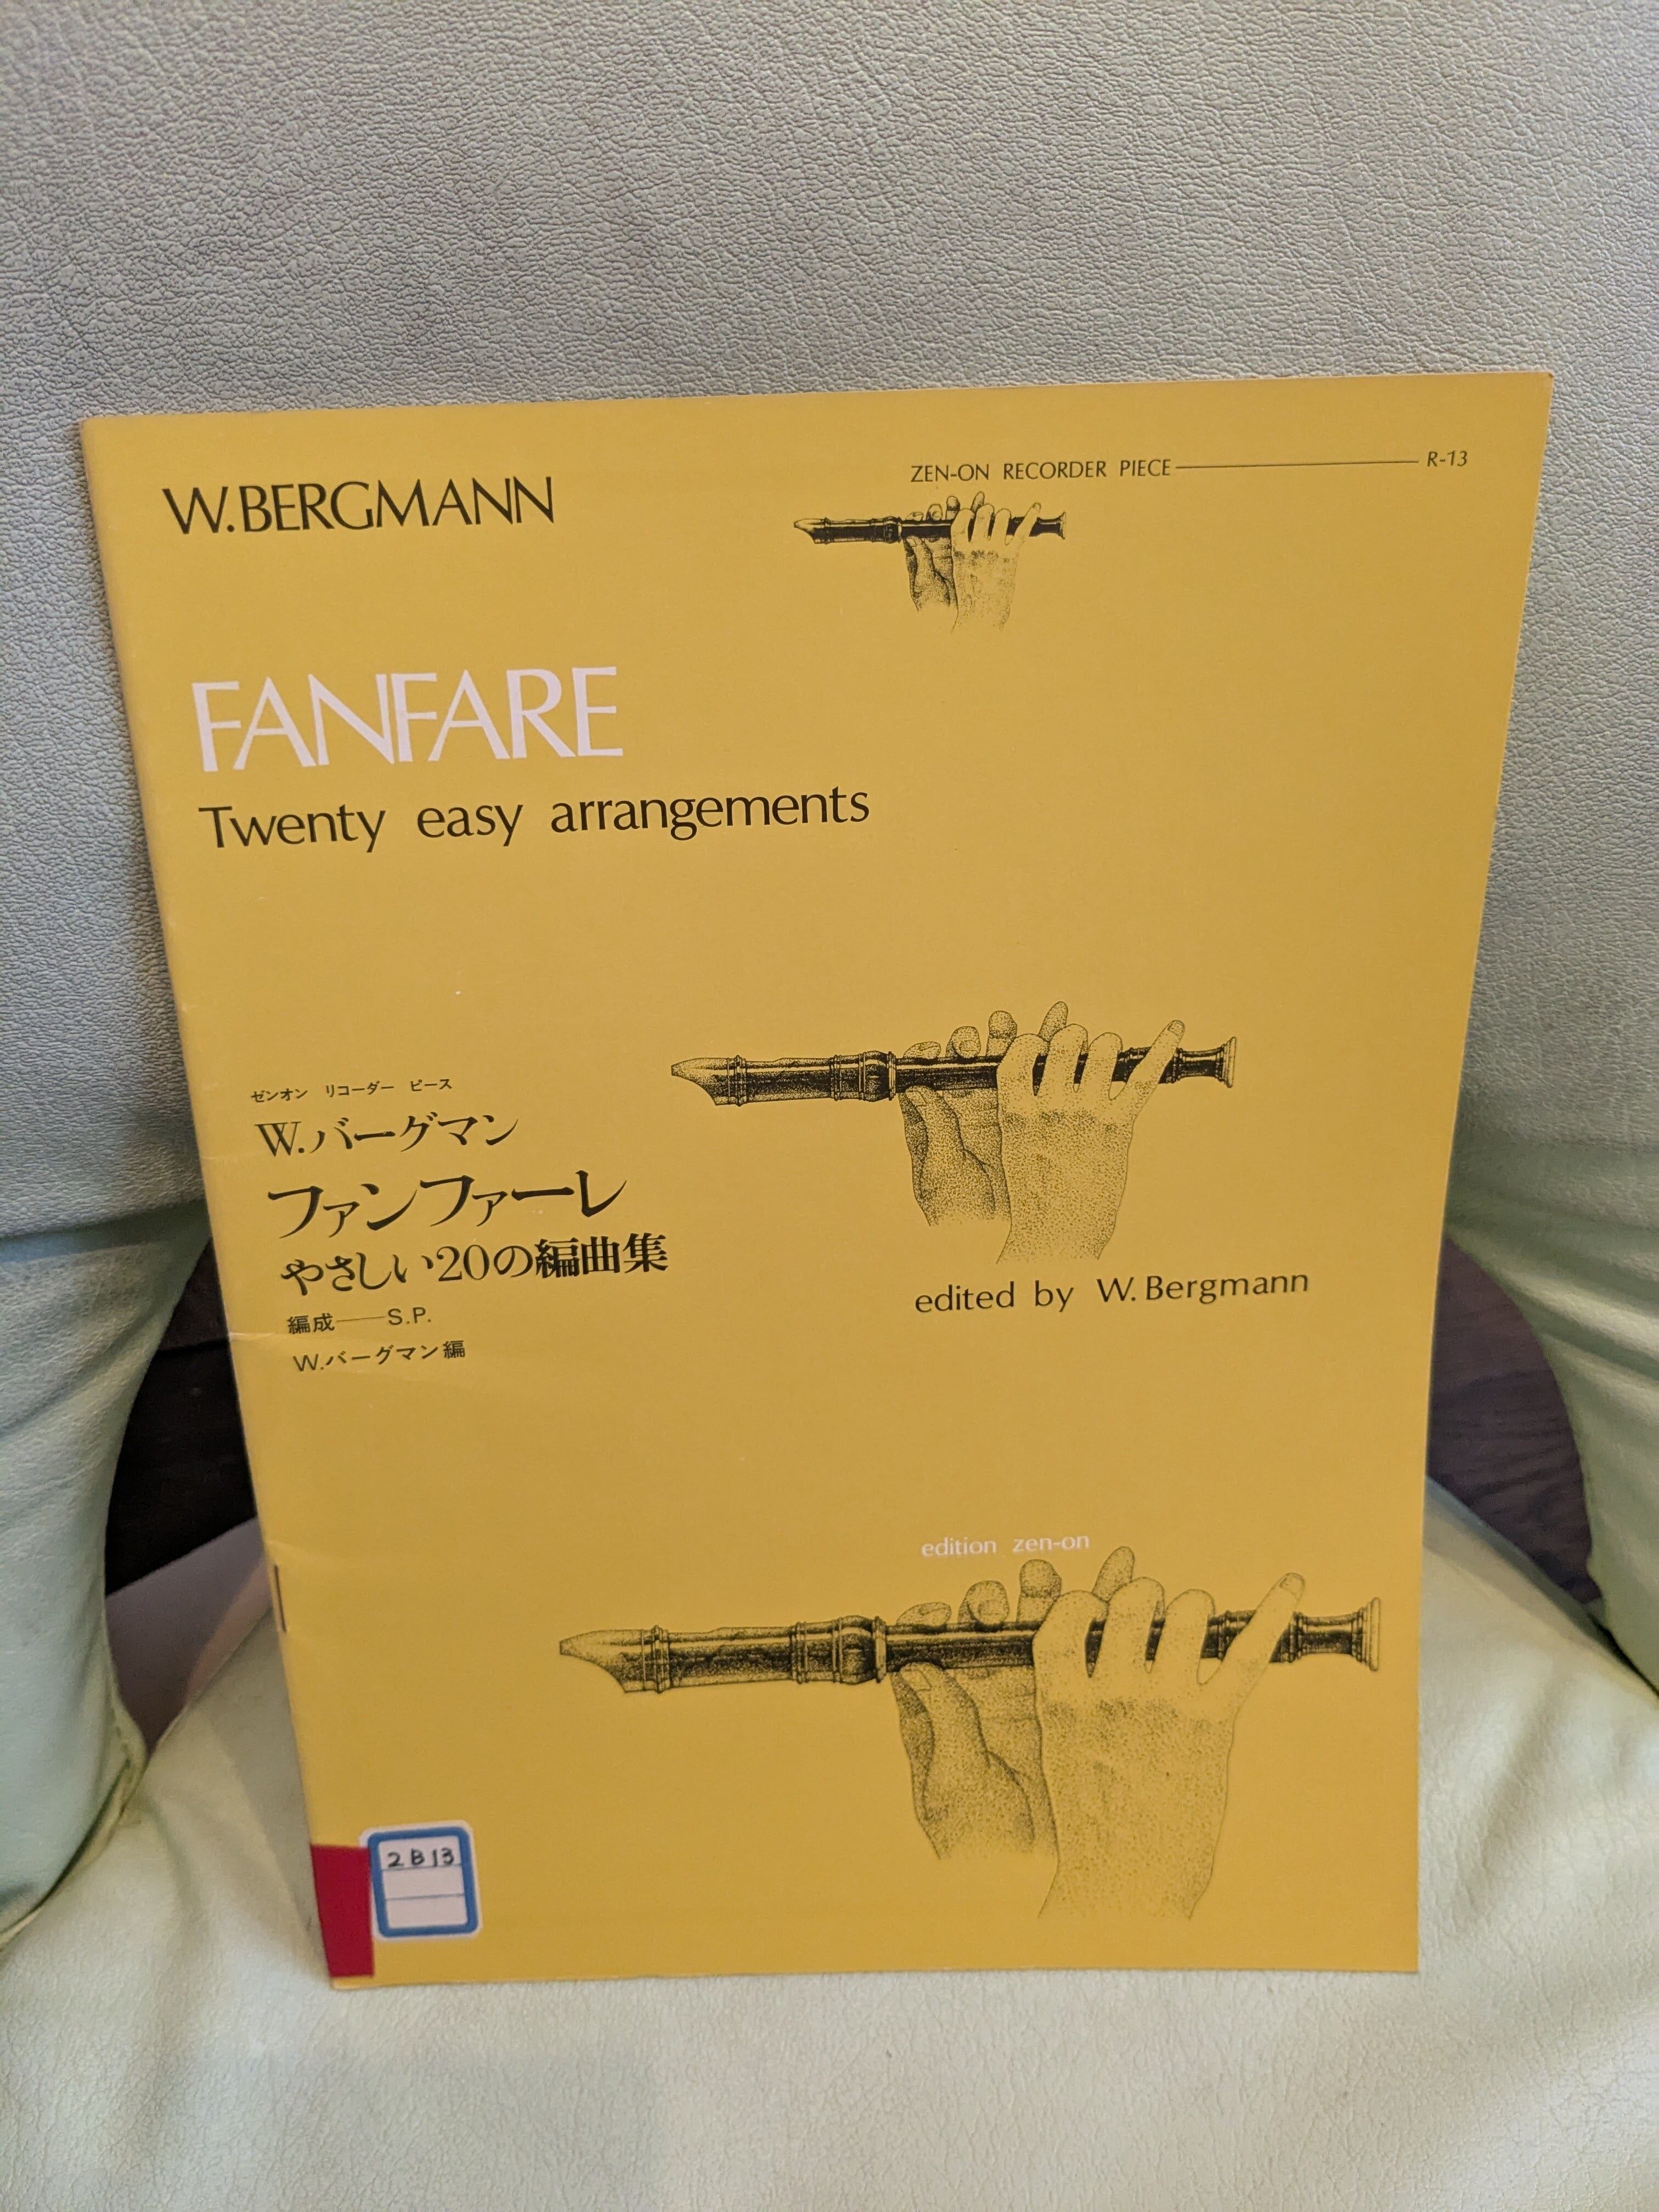 W.BERGMANN
ZEN-ON RECORDER PIECE R-13
FANFARE
Twenty easy arrangements
ゼンオン リコーダー ピース
W.バーグマン
ファンファーレ
やさしい20の編曲集
編成――S.P.
W.バーグマン編
edited by W.Bergmann
edition zen-on
2B13